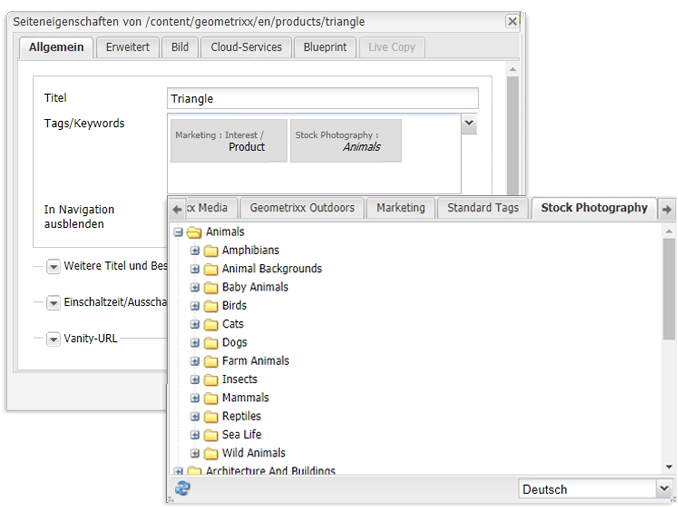 Seiteneigenschaften von /content/geometrixx/en/products/triangle
Allgemein Erweitert Bild Cloud-Services Blueprint Live Copy
Titel Triangle
Tags/Keywords
Marketing : Interest / Product
Stock Photography : Animals
In Navigation ausblenden
Weitere Titel und Bes
Einschaltzeit/Ausscha
Vanity-URL
xx Media Geometrixx Outdoors Marketing Standard Tags Stock Photography
Animals
Amphibians
Animal Backgrounds
Baby Animals
Birds
Cats
Dogs
Farm Animals
Insects
Mammals
Reptiles
Sea Life
Wild Animals
Architecture And Buildings
Deutsch